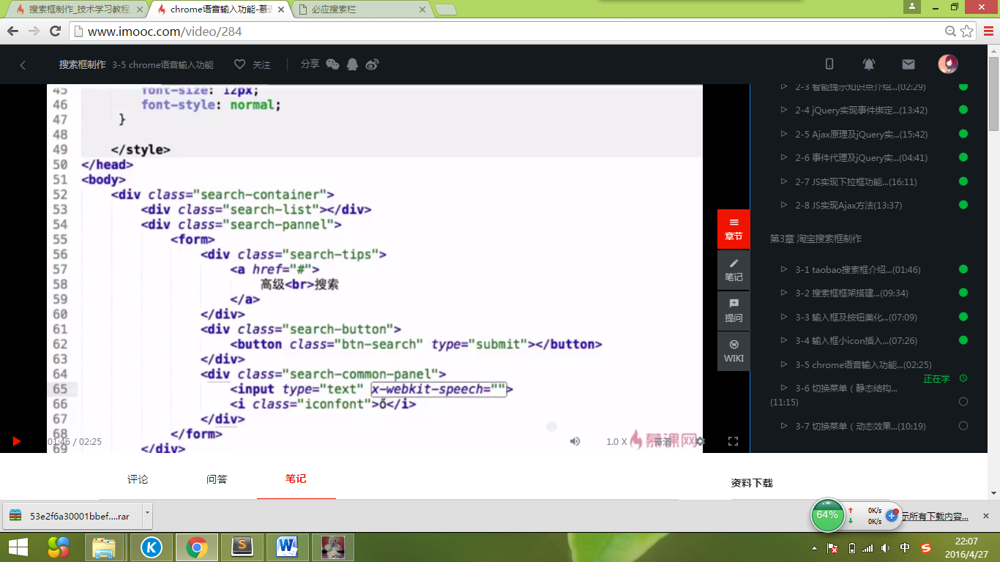 搜索框制作_技术学习教程
chrome语音输入功能-慕课
必应搜索栏
www.imooc.com/video/284
搜索框制作 3-5 chrome语音输入功能 关注 分享
45 font-size: 12px;
46 font-style: normal;
47 }
48
49 </style>
50 </head>
51 <body>
52 <div class="search-container">
53 <div class="search-list"></div>
54 <div class="search-pannel">
55 <form>
56 <div class="search-tips">
57 <a href="#">
58 高级<br>搜索
59 </a>
60 </div>
61 <div class="search-button">
62 <button class="btn-search" type="submit"></button>
63 </div>
64 <div class="search-common-panel">
65 <input type="text" x-webkit-speech="">
66 <i class="iconfont">ő</i>
67 </div>
68 </form>
69 </div>
01:46 / 02:25
1.0 X
普清
慕课网
章节
笔记
提问
WIKI
2-3 智能提示知识点介绍...(02:29)
2-4 jQuery实现事件绑定...(13:42)
2-5 Ajax原理及jQuery实...(15:42)
2-6 事件代理及jQuery实...(04:41)
2-7 JS实现下拉框功能...(16:11)
2-8 JS实现Ajax方法(13:37)
第3章 淘宝搜索框制作
3-1 taobao搜索框介绍...(01:46)
3-2 搜索框框架搭建...(09:34)
3-3 输入框及按钮美化...(07:09)
3-4 输入框小icon插入...(07:26)
3-5 chrome语音输入功能...(02:25)
正在学
3-6 切换菜单（静态结构...
(11:15)
3-7 切换菜单（动态效果...(10:19)
评论 问答 笔记
资料下载
53e2f6a30001bbef....rar
64%
0K/s
0K/s
示所有下载内容...
中
22:07
2016/4/27